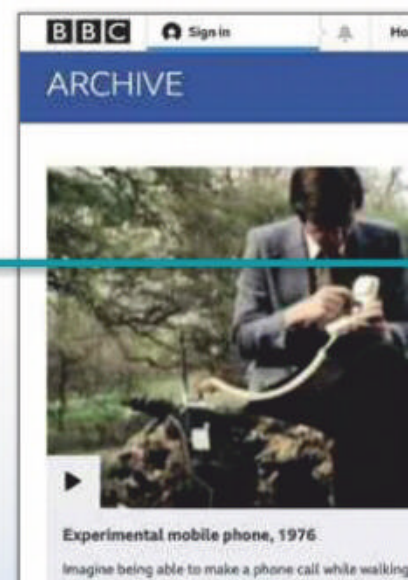 BBC Sign in
ARCHIVE
Experimental mobile phone, 1976
Imagine being able to make a phone call while walking